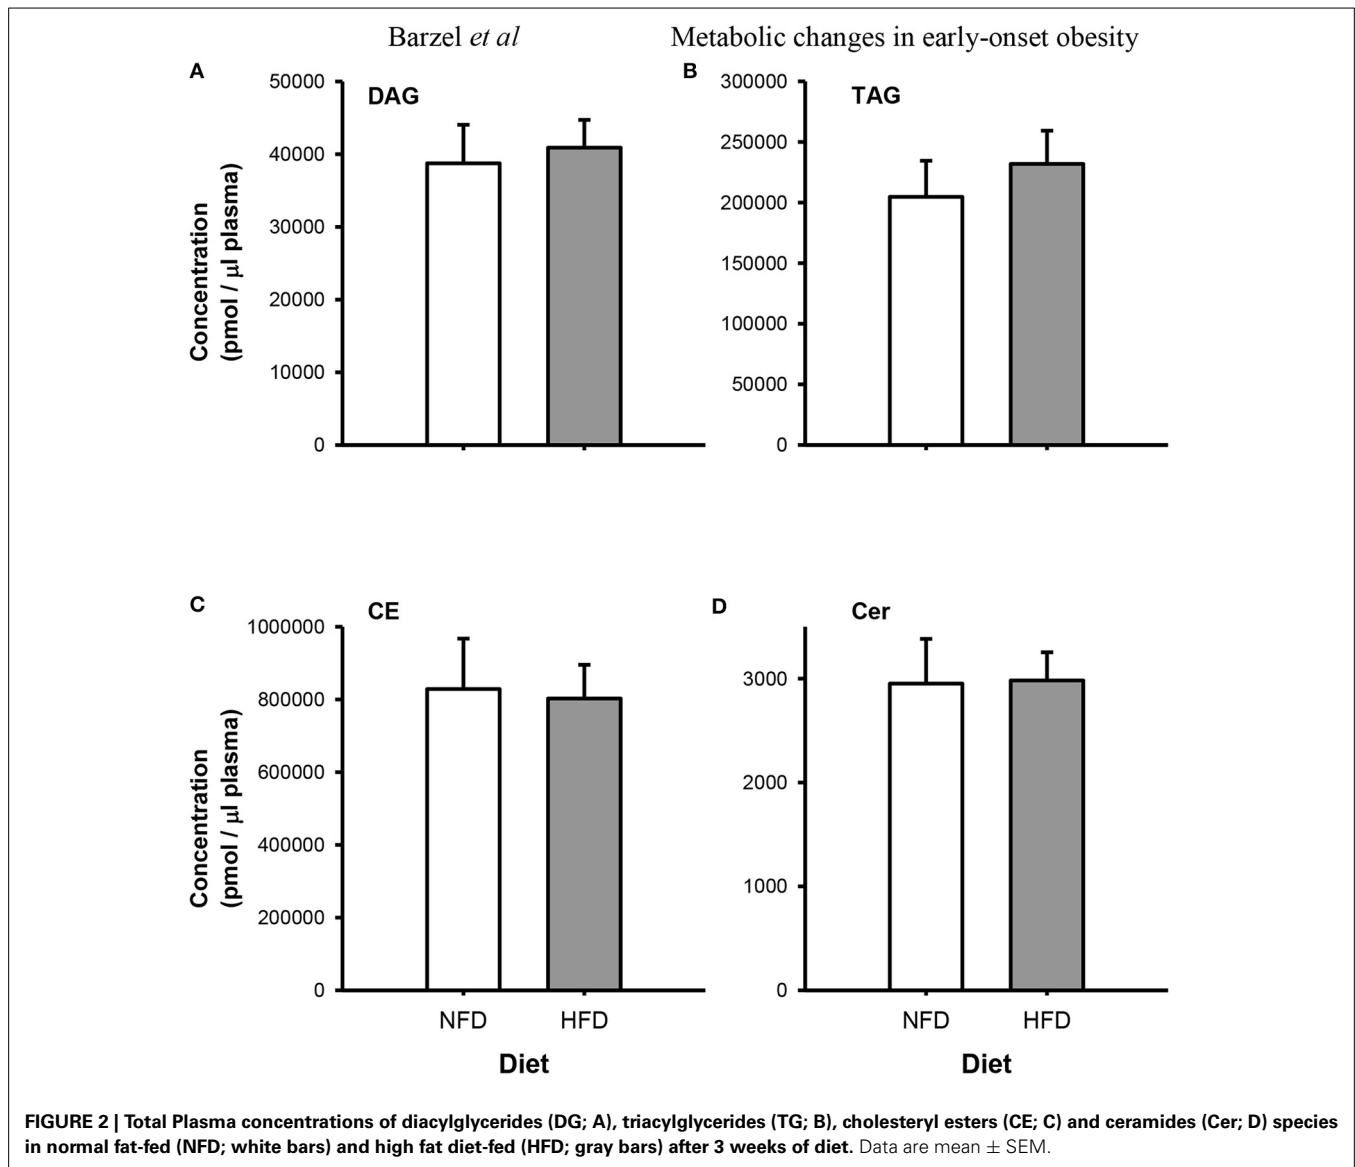 Barzel et al
Metabolic changes in early-onset obesity
A
DAG
50000
40000
30000
20000
10000
0
Concentration
(pmol / µl plasma)
B
TAG
300000
250000
200000
150000
100000
50000
0
C
CE
1000000
800000
600000
400000
200000
0
Concentration
(pmol / µl plasma)
NFD
HFD
Diet
D
Cer
3000
2000
1000
0
NFD
HFD
Diet
FIGURE 2 | Total Plasma concentrations of diacylglycerides (DG; A), triacylglycerides (TG; B), cholesteryl esters (CE; C) and ceramides (Cer; D) species
in normal fat-fed (NFD; white bars) and high fat diet-fed (HFD; gray bars) after 3 weeks of diet. Data are mean ± SEM.